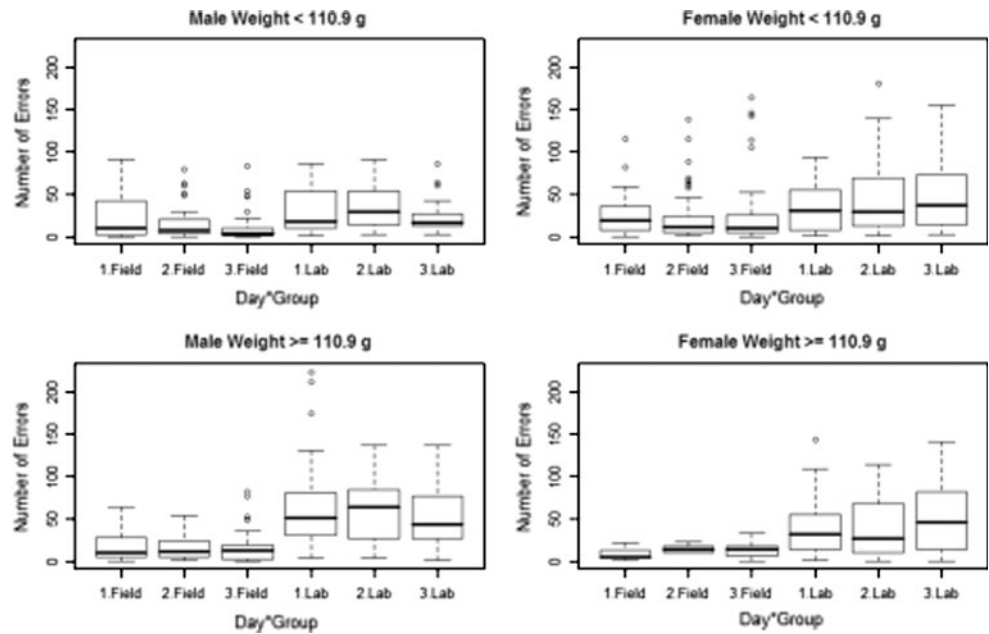 Male Weight < 110.9 g
Number of Errors
200
150
100
50
0
1.Field 2.Field 3.Field 1.Lab 2.Lab 3.Lab
Day*Group
Female Weight < 110.9 g
Number of Errors
200
150
100
50
0
1.Field 2.Field 3.Field 1.Lab 2.Lab 3.Lab
Day*Group
Male Weight >= 110.9 g
Number of Errors
200
150
100
50
0
1.Field 2.Field 3.Field 1.Lab 2.Lab 3.Lab
Day*Group
Female Weight >= 110.9 g
Number of Errors
200
150
100
50
0
1.Field 2.Field 3.Field 1.Lab 2.Lab 3.Lab
Day*Group